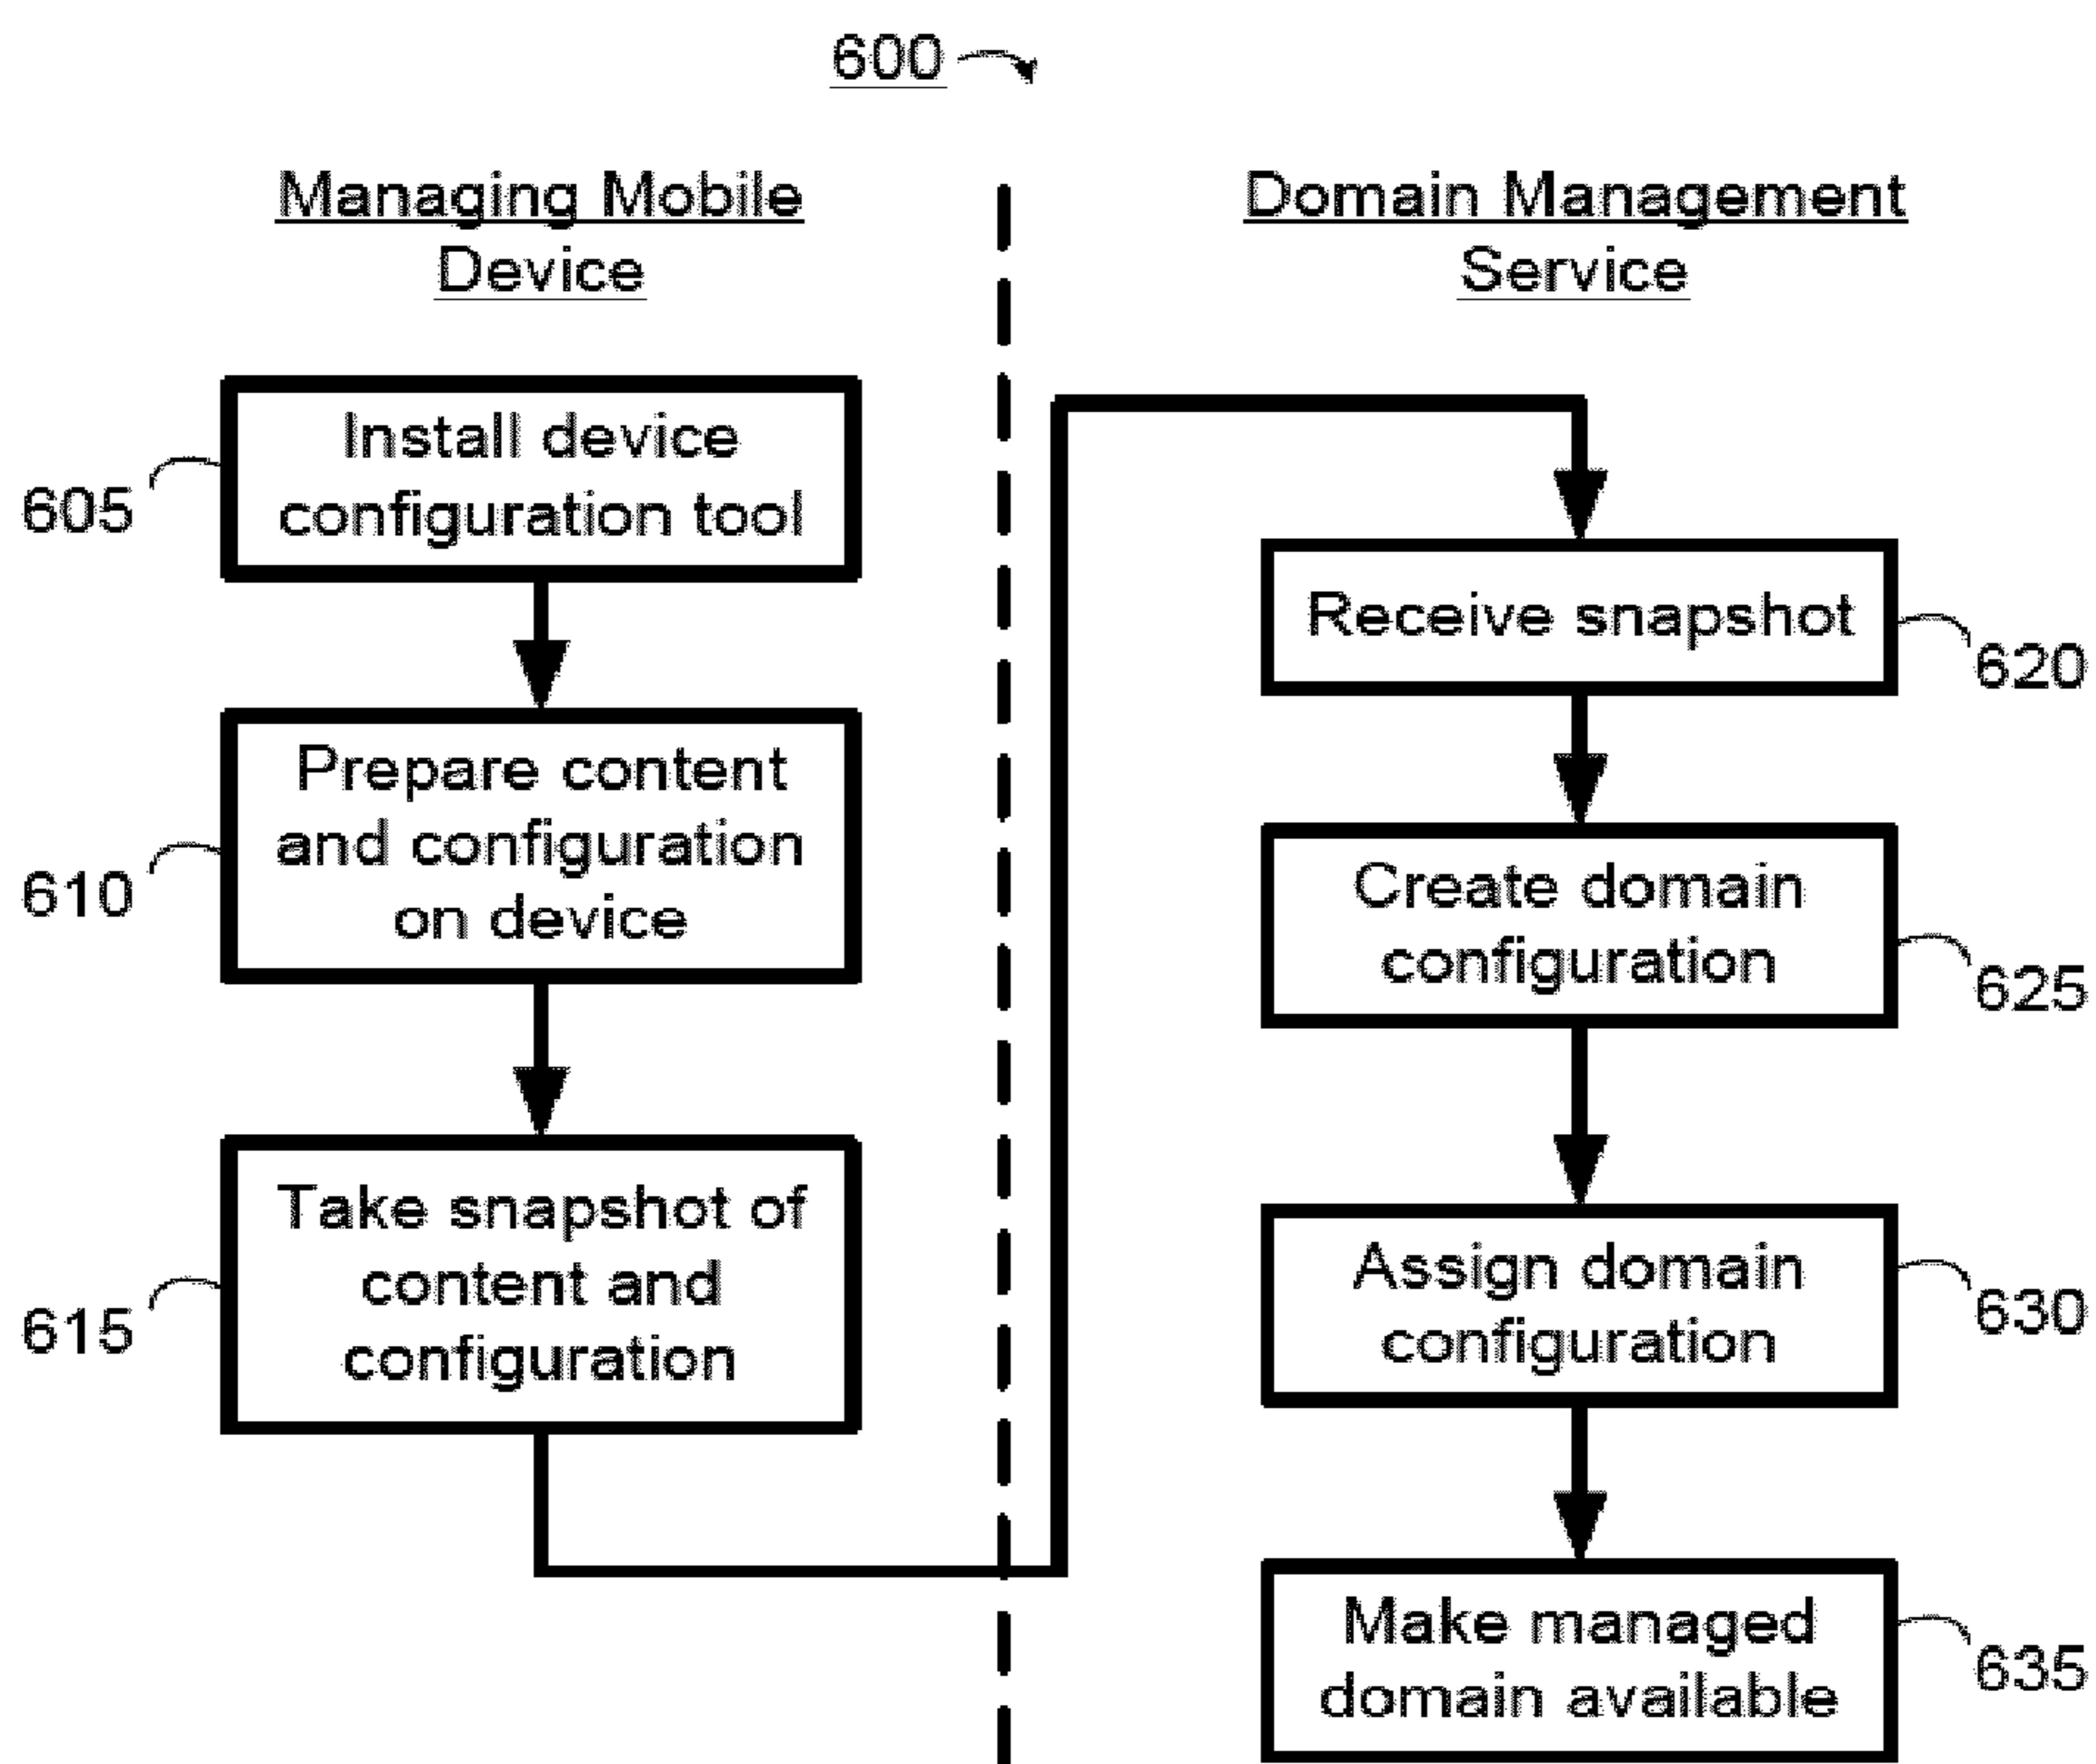 600
Managing Mobile
Device
Install device
configuration tool
605
Prepare content
and configuration
on device
610
Take snapshot of
content and
configuration
615
Domain Management
Service
Receive snapshot
620
Create domain
configuration
625
Assign domain
configuration
630
Make managed
domain available
635